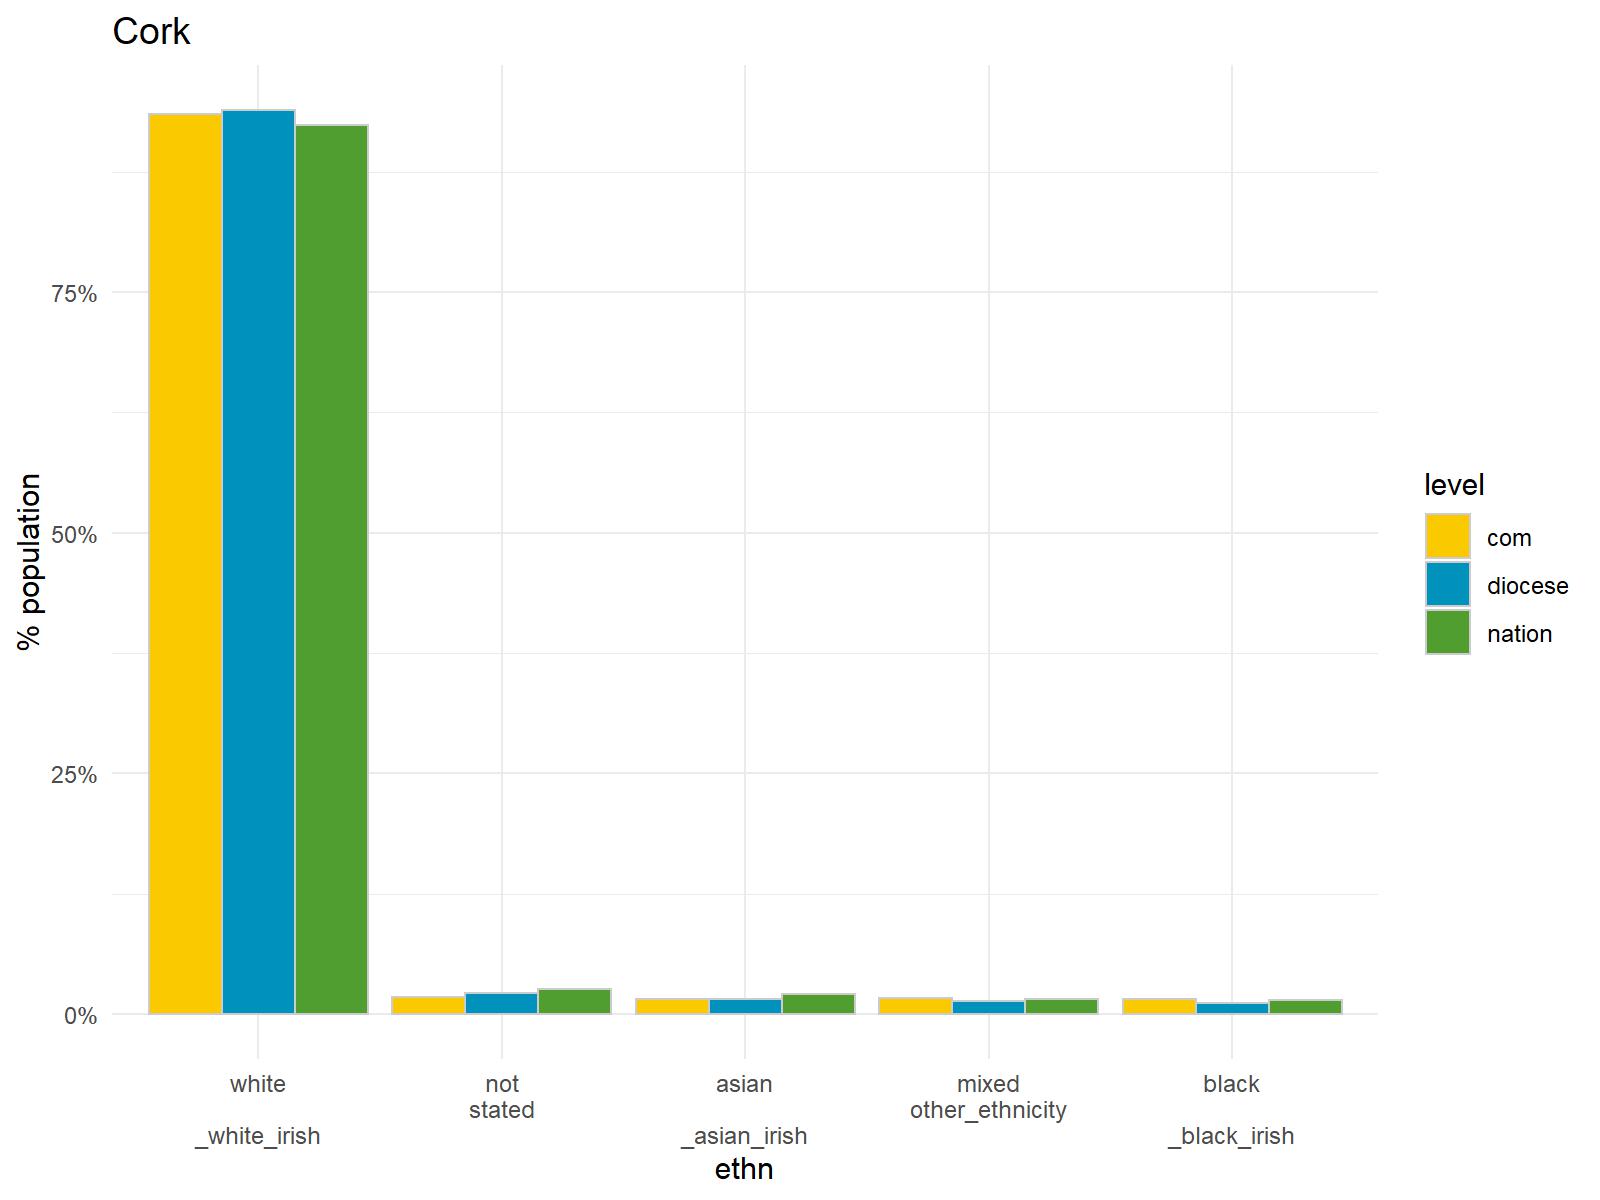 Cork
% population
75%
50%
25%
0%
white
_white_irish
not
stated
asian
_asian_irish
mixed
other_ethnicity
black
_black_irish
ethn
level
com
diocese
nation